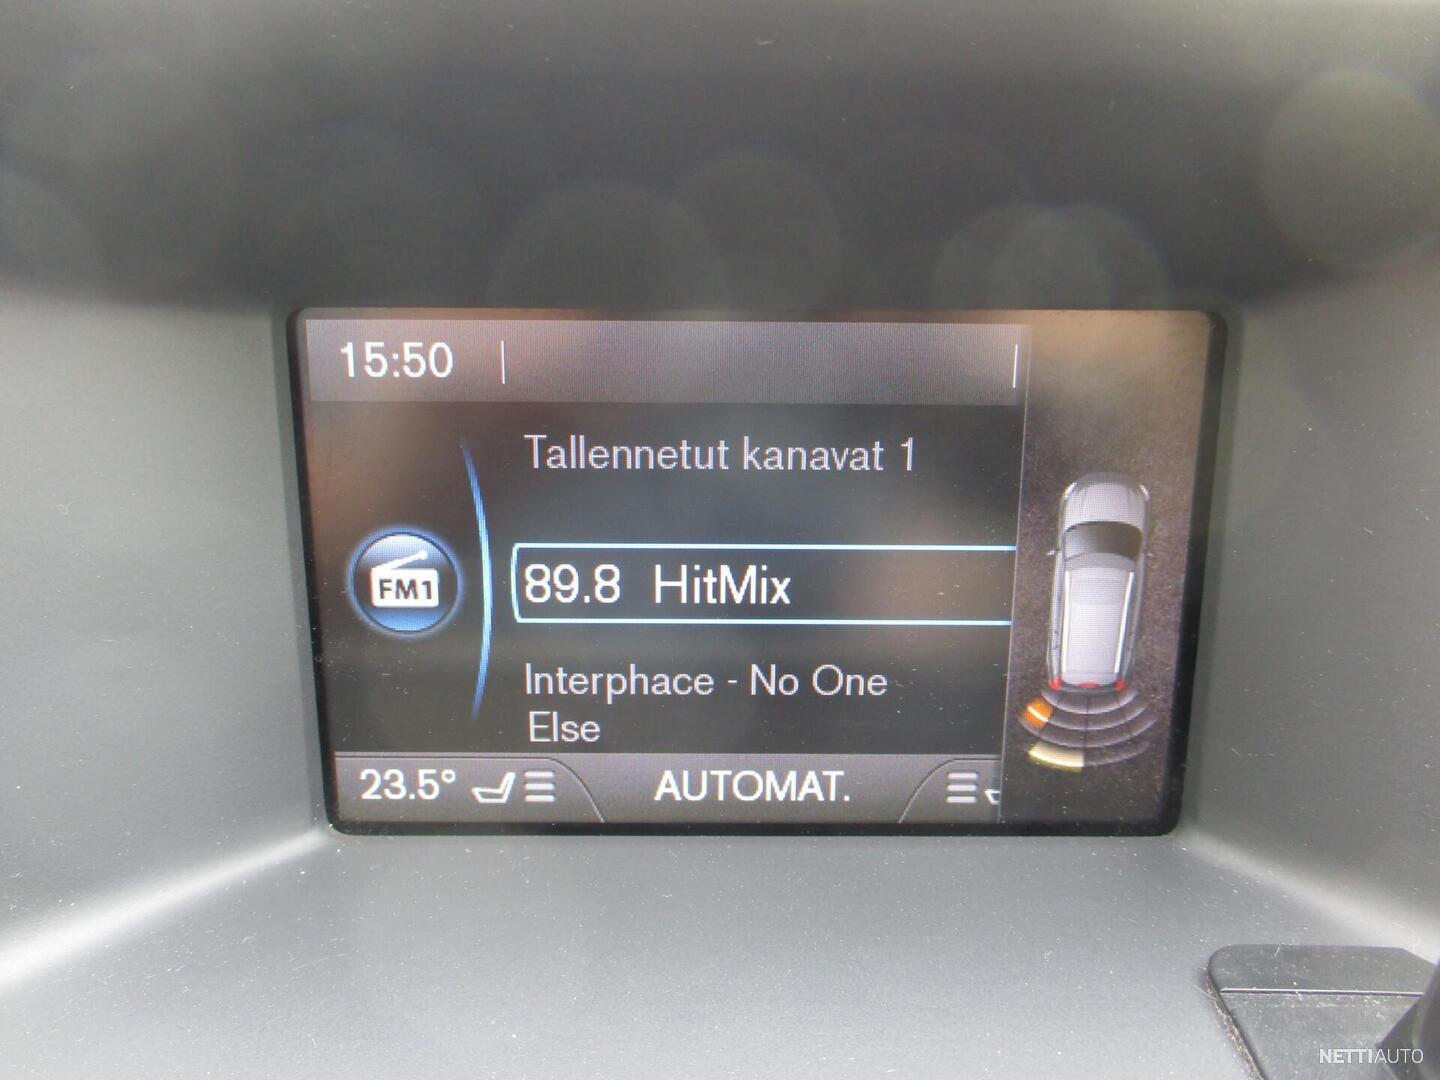 15:50
Tallennetut kanavat 1
FM1
89.8 HitMix
Interphace - No One
Else
23.5° AUTOMAT.
NETTIAUTO